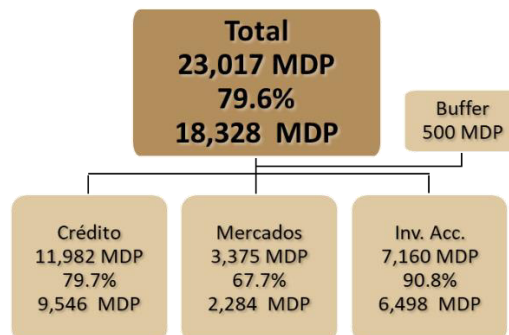 Total
23,017 MDP
79.6%
18,328 MDP
Buffer
500 MDP
Crédito
11,982 MDP
79.7%
9,546 MDP
Mercados
3,375 MDP
67.7%
2,284 MDP
Inv. Acc.
7,160 MDP
90.8%
6,498 MDP